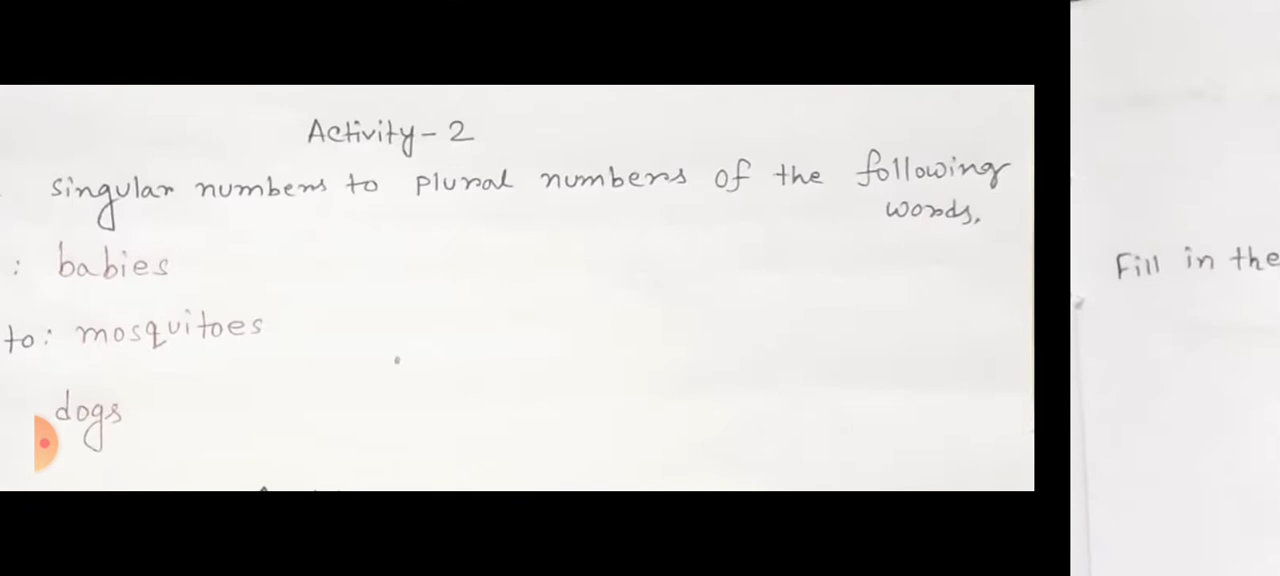 Activity - 2
singular numbers to plural numbers of the following
words.
: babies
to: mosquitoes
dogs
Fill in the